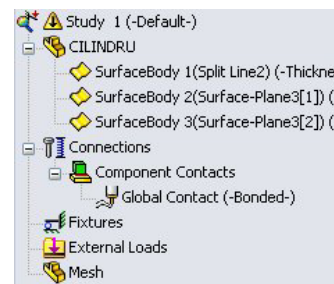 Study 1 (-Default-)
CILINDRU
SurfaceBody 1(Split Line2) (-Thickne
SurfaceBody 2(Surface-Plane3[1]) (
SurfaceBody 3(Surface-Plane3[2]) (
Connections
Component Contacts
Global Contact (-Bonded-)
Fixtures
External Loads
Mesh